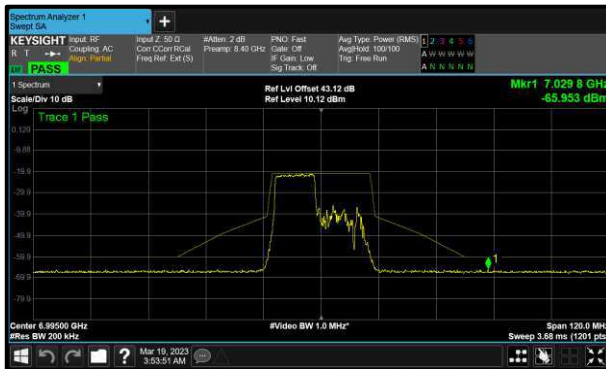 Spectrum Analyzer 1
Swept SA
KEYSIGHT
R T
PASS
Input: RF
Coupling: AC
Align: Partial
Input Z: 50 Ω
Corr CCorr RCal
Freq Ref: Ext (S)
#Atten: 2 dB
Preamp: 8.40 GHz
PNO: Fast
Gate: Off
IF Gain: Low
Sig Track: Off
Avg Type: Power (RMS)
Avg|Hold: 100/100
Trig: Free Run
1 2 3 4 5 6
A W W W W W
A N N N N N
1 Spectrum
Scale/Div 10 dB
Ref Lvl Offset 43.12 dB
Ref Level 10.12 dBm
Mkr1 7.029 8 GHz
-65.953 dBm
Log
Trace 1 Pass
0.120
-9.88
-19.9
-29.9
-39.9
-49.9
-59.9
-69.9
-79.9
1
Center 6.99500 GHz
#Res BW 200 kHz
#Video BW 1.0 MHz*
Span 120.0 MHz
Sweep 3.68 ms (1201 pts)
?
Mar 19, 2023
3:53:51 AM